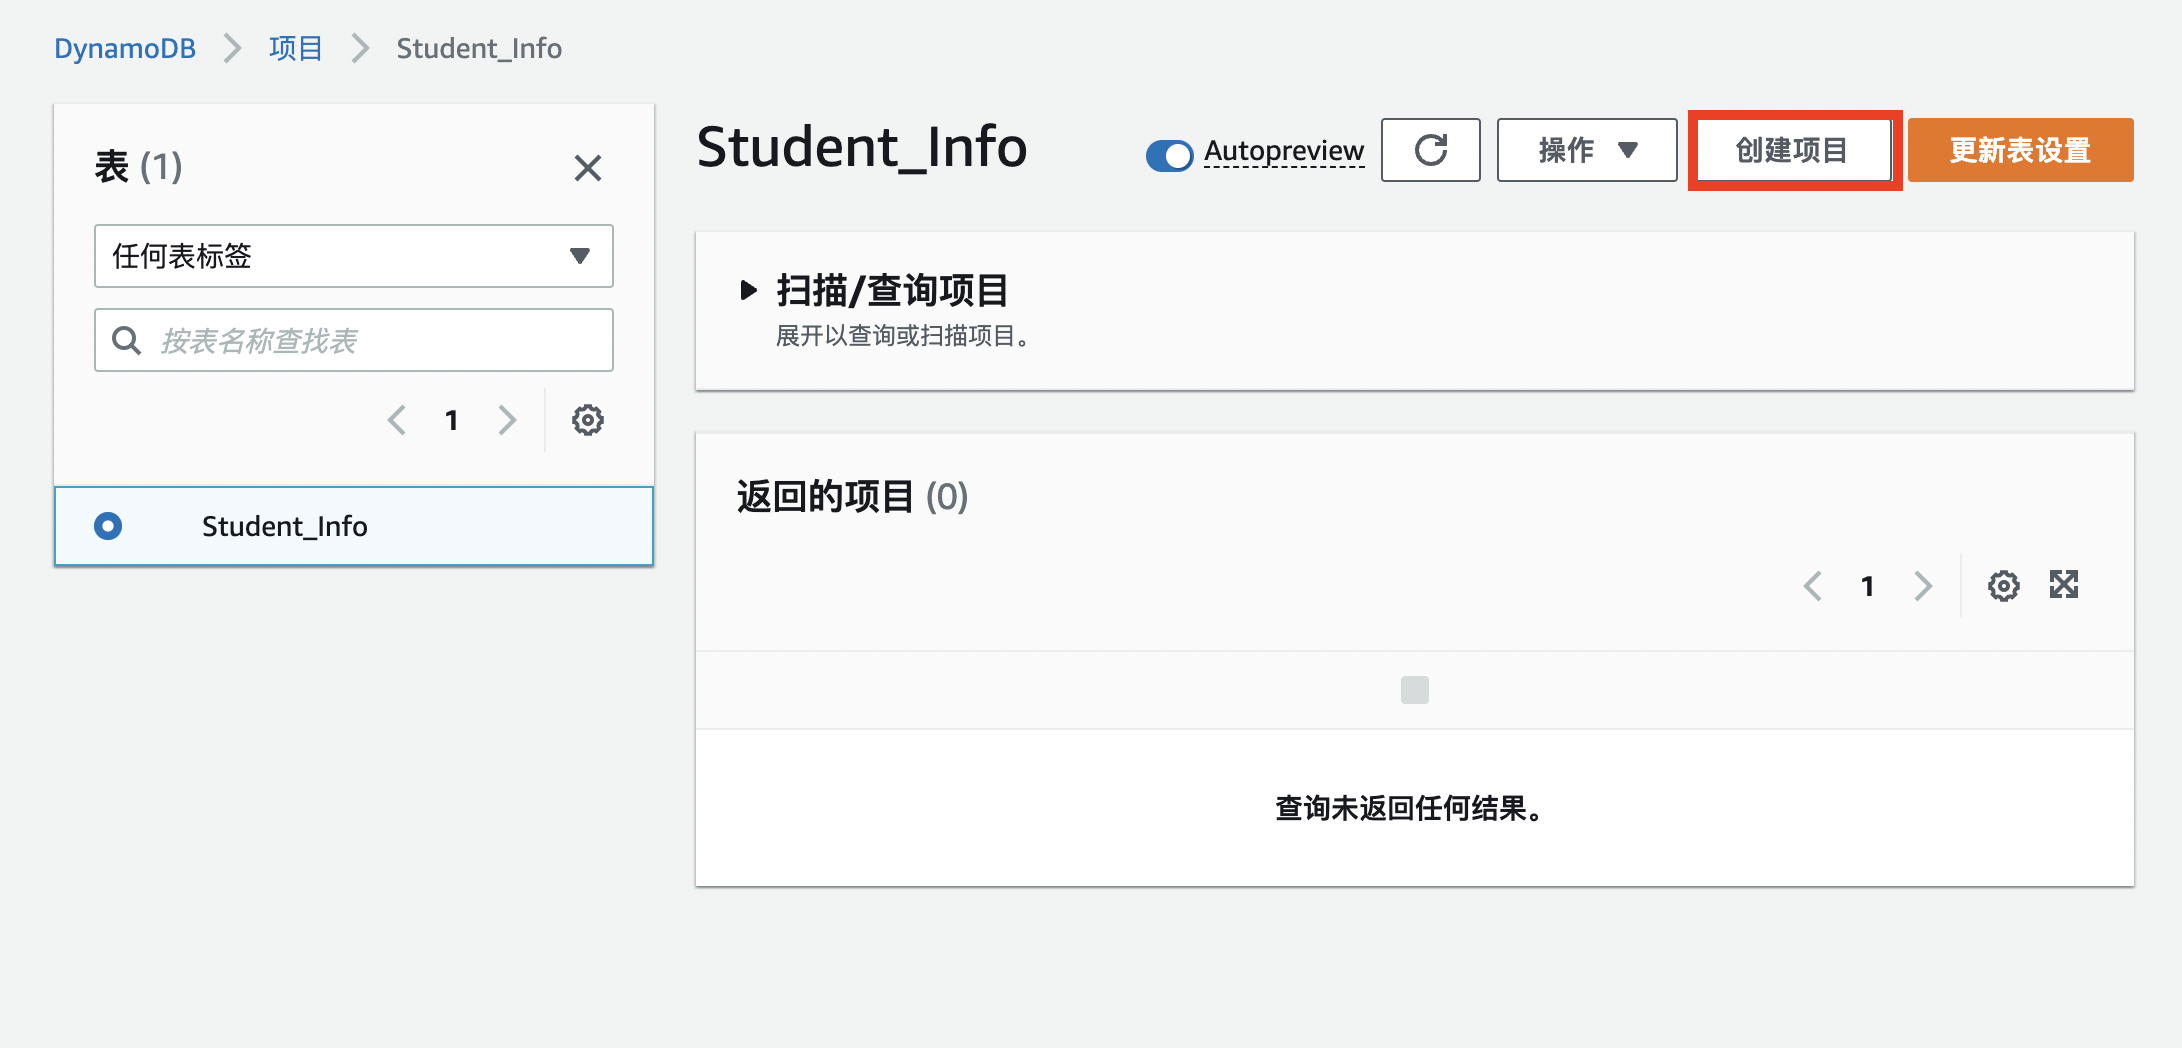 DynamoDB 项目 Student_Info
表 (1)
任何表标签
按表名称查找表
1
Student_Info
Student_Info
Autopreview
操作
创建项目
更新表设置
扫描/查询项目
展开以查询或扫描项目。
返回的项目 (0)
1
查询未返回任何结果。